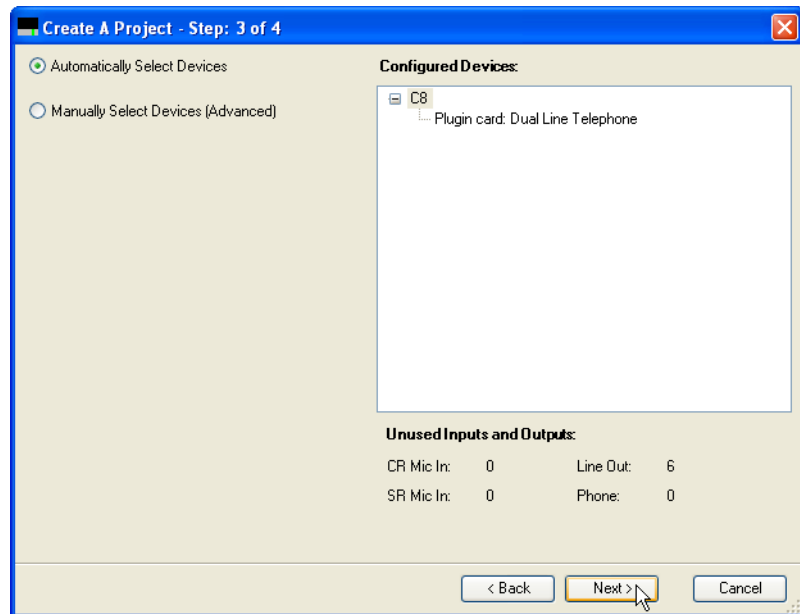 Create A Project - Step: 3 of 4
Automatically Select Devices
Manually Select Devices (Advanced)
Configured Devices:
C8
Plugin card: Dual Line Telephone
Unused Inputs and Outputs:
CR Mic In: 0 Line Out: 6
SR Mic In: 0 Phone: 0
< Back Next > Cancel